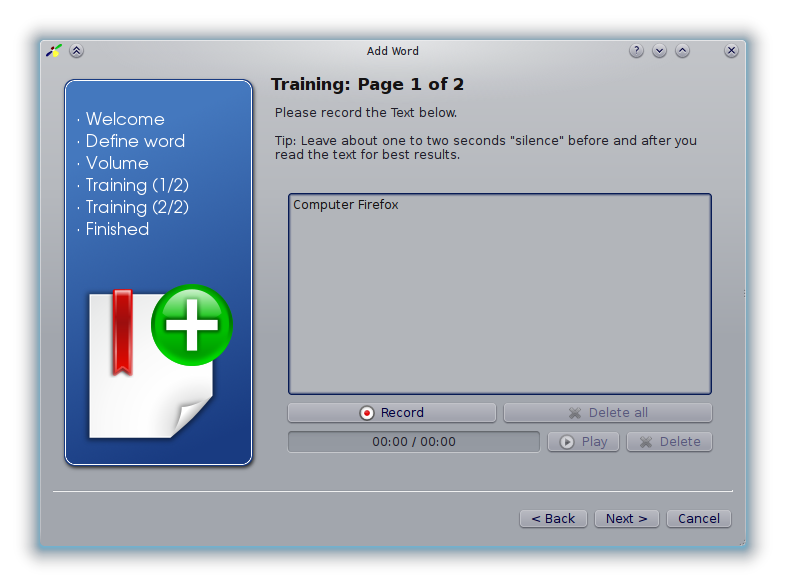 Add Word
· Welcome
· Define word
· Volume
· Training (1/2)
· Training (2/2)
· Finished
Training: Page 1 of 2
Please record the Text below.
Tip: Leave about one to two seconds "silence" before and after you
read the text for best results.
Computer Firefox
Record
Delete all
00:00 / 00:00
Play
Delete
< Back
Next >
Cancel